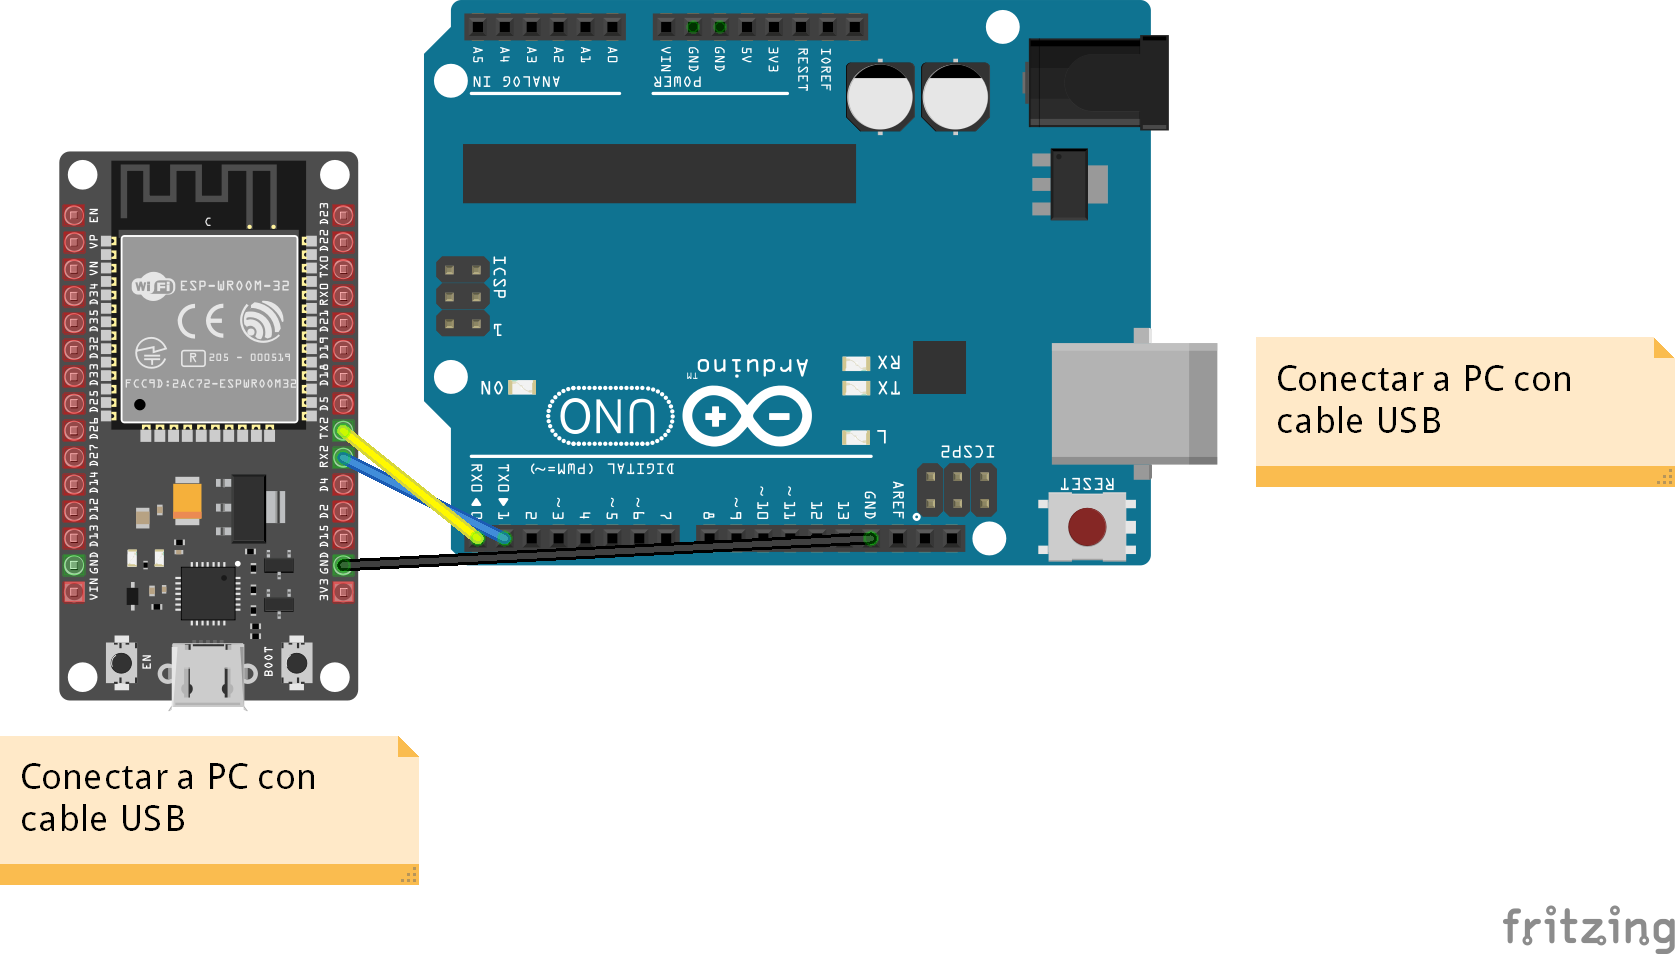 A5
A4
A3
A2
A1
A0
VIN
GND
GND
5V
3V3
RESET
IOREF
ANALOG IN
POWER
ICSP
1
EN
VP
VN
D34
D35
D32
D33
D25
D26
D27
D14
D12
D13
GND
VIN
D23
D22
TX0
RX0
D21
D19
D18
D5
TX2
RX2
D4
D2
D15
GND
3V3
C
WiFi ESP-WROOM-32
CE
R 205 - 000519
FCC9D:2AC72-ESPWROOM32
EN
BOOT
Arduino
TM
UNO
ON
RX
TX
L
ICSP2
RESET
DIGITAL (PWM=~)
RX0 ◀ 0
TX0 ▶ 1
2
~3
4
~5
~6
7
8
~9
~10
~11
12
13
GND
AREF
Conectar a PC con
cable USB
Conectar a PC con
cable USB
fritzing